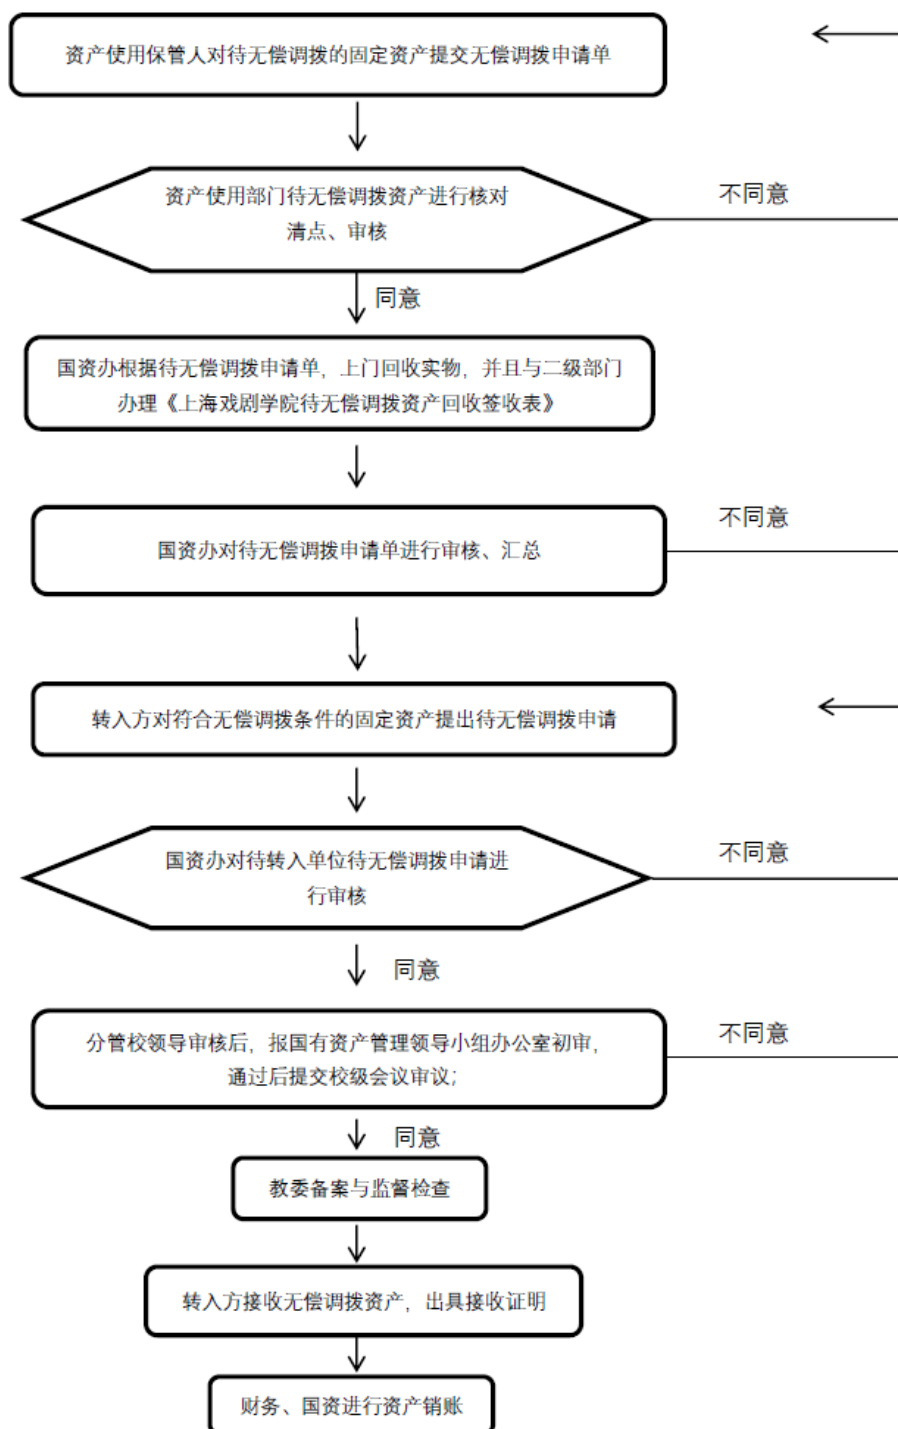 资产使用保管人对待无偿调拨的固定资产提交无偿调拨申请单
资产使用部门待无偿调拨资产进行核对
清点、审核
不同意
同意
国资办根据待无偿调拨申请单，上门回收实物，并且与二级部门
办理《上海戏剧学院待无偿调拨资产回收签收表》
不同意
国资办对待无偿调拨申请单进行审核、汇总
转入方对符合无偿调拨条件的固定资产提出待无偿调拨申请
不同意
国资办对待转入单位待无偿调拨申请进
行审核
同意
不同意
分管校领导审核后，报国有资产管理领导小组办公室初审，
通过后提交校级会议审议；
同意
教委备案与监督检查
转入方接收无偿调拨资产，出具接收证明
财务、国资进行资产销账